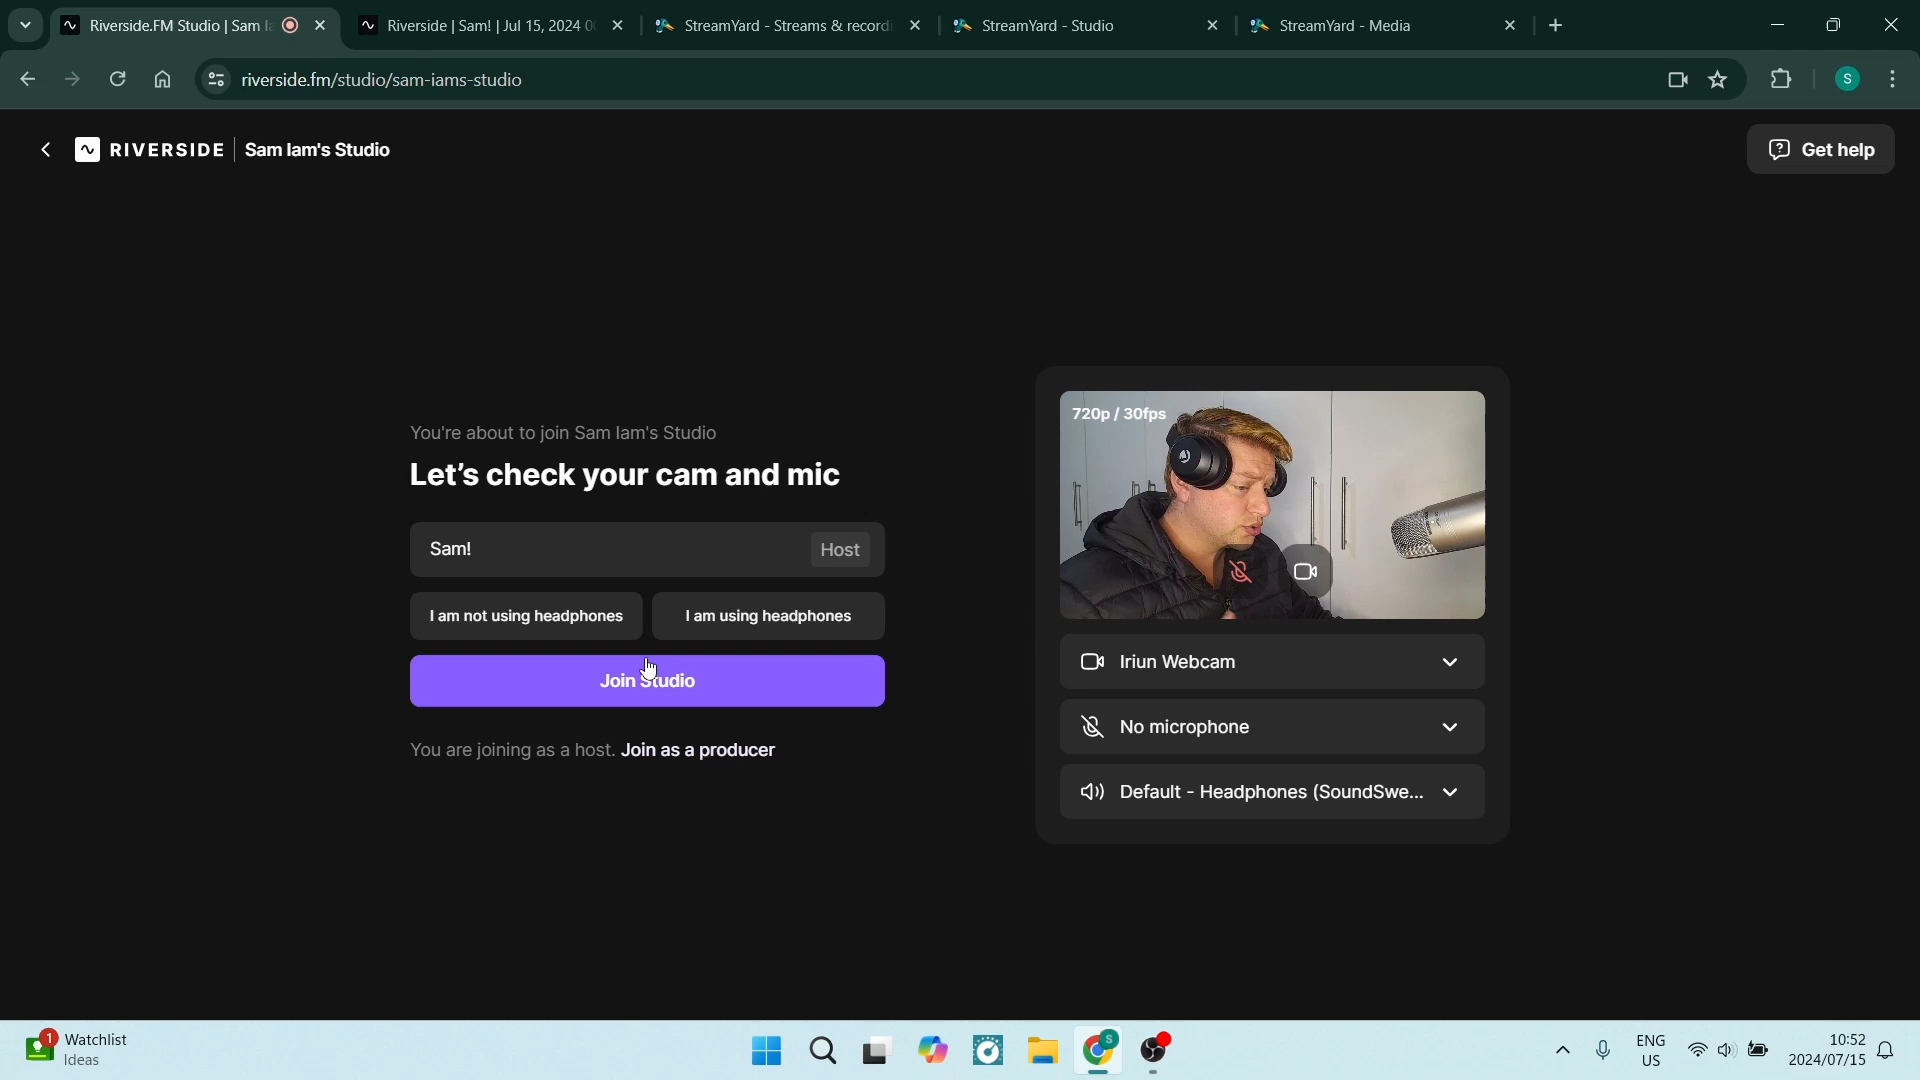 Riverside.FM Studio | Sam Ia
Riverside | Sam! | Jul 15, 2024 0
StreamYard - Streams & recordi
StreamYard - Studio
StreamYard - Media
riverside.fm/studio/sam-iams-studio
S
RIVERSIDE
Sam Iam's Studio
Get help
You're about to join Sam Iam's Studio
Let's check your cam and mic
Sam!
Host
I am not using headphones
I am using headphones
Join Studio
You are joining as a host. Join as a producer
720p / 30fps
Iriun Webcam
No microphone
Default - Headphones (SoundSwe...
1
Watchlist
Ideas
S
ENG
US
10:52
2024/07/15